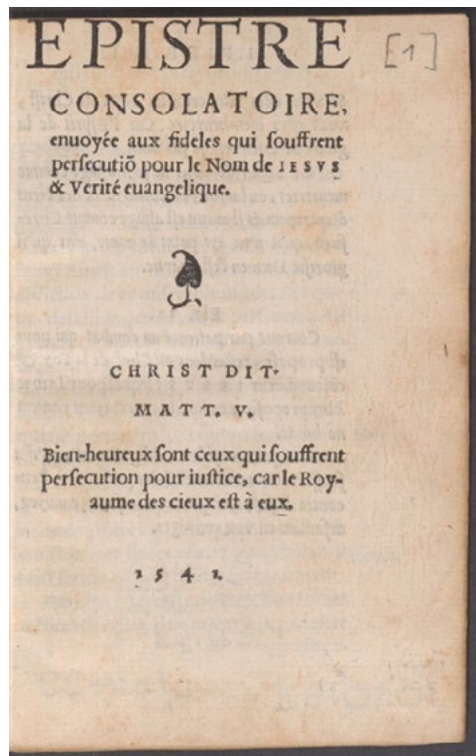 EPISTRE
[1]
CONSOLATOIRE,
enuoyée aux fideles qui souffrent
persecutiõ pour le Nom de IESVS
& Verité euangelique.
CHRIST DIT.
MATT. V.
Bien-heureux sont ceux qui souffrent
persecution pour iustice, car le Roy-
aume des cieux est à eux.
1541.